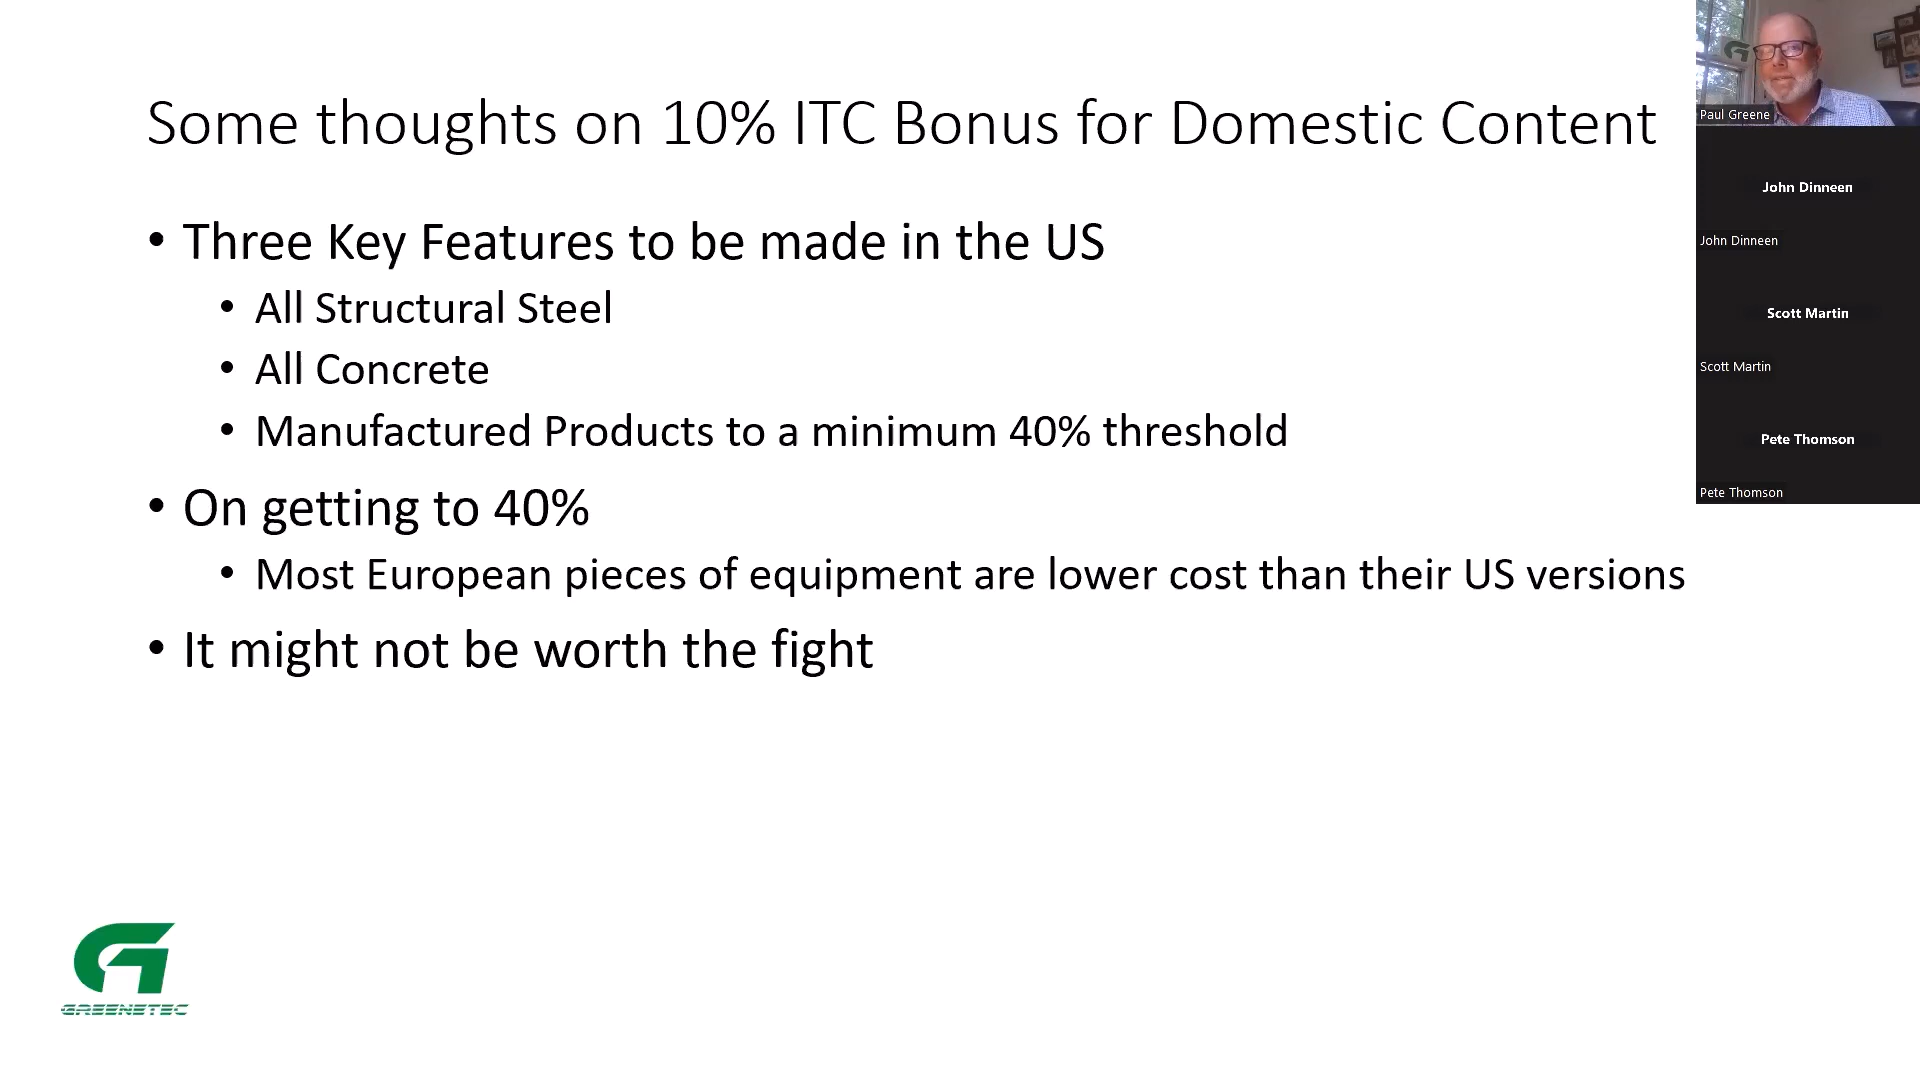 Some thoughts on 10% ITC Bonus for Domestic Content
• Three Key Features to be made in the US
• All Structural Steel
• All Concrete
• Manufactured Products to a minimum 40% threshold
• On getting to 40%
• Most European pieces of equipment are lower cost than their US versions
• It might not be worth the fight
GREENETEC
Paul Greene
John Dinneen
John Dinneen
Scott Martin
Scott Martin
Pete Thomson
Pete Thomson